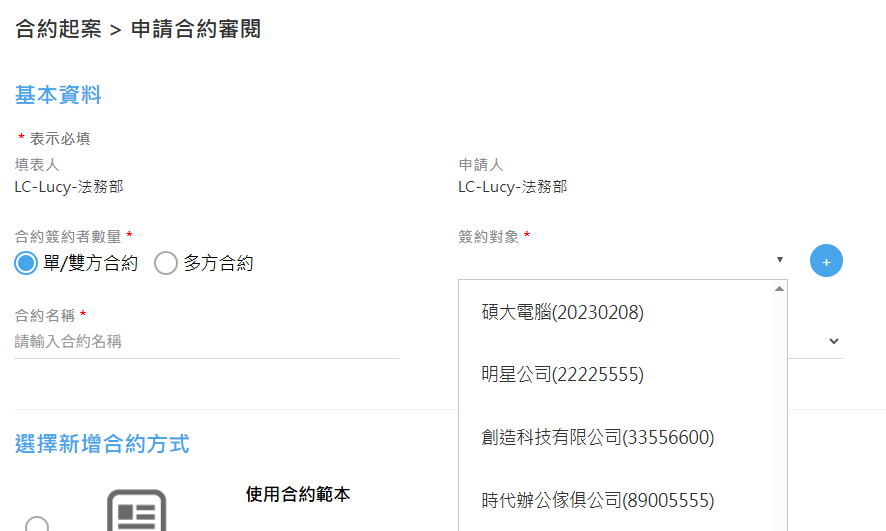 合約起案 > 申請合約審閱
基本資料
* 表示必填
填表人
LC-Lucy-法務部
申請人
LC-Lucy-法務部
合約簽約者數量 *
單/雙方合約
多方合約
簽約對象 *
+
碩大電腦(20230208)
明星公司(22225555)
創造科技有限公司(33556600)
時代辦公傢俱公司(89005555)
合約名稱 *
請輸入合約名稱
選擇新增合約方式
使用合約範本